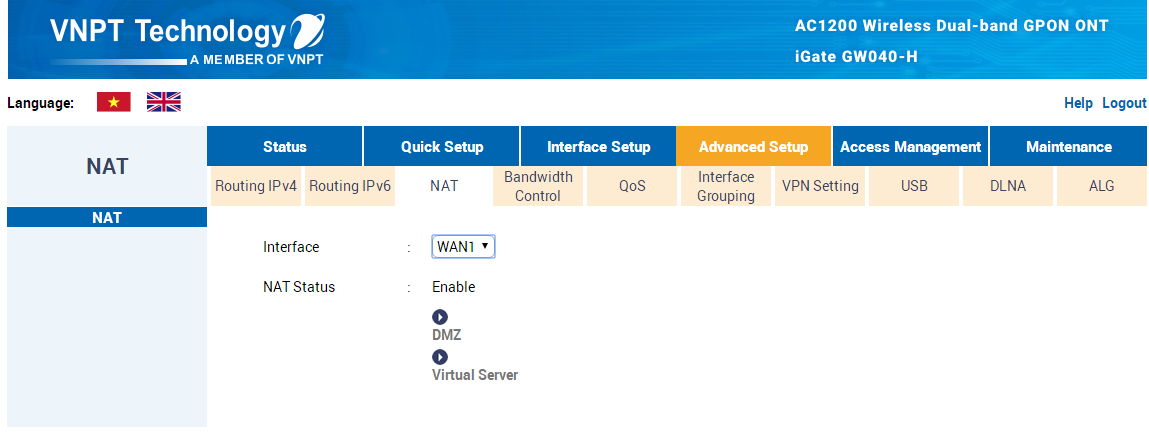 VNPT Technology
A MEMBER OF VNPT
AC1200 Wireless Dual-band GPON ONT
iGate GW040-H
Language:
Help Logout
NAT
Status Quick Setup Interface Setup Advanced Setup Access Management Maintenance
Routing IPv4 Routing IPv6 NAT Bandwidth Control QoS Interface Grouping VPN Setting USB DLNA ALG
NAT
Interface : WAN1
NAT Status : Enable
DMZ
Virtual Server